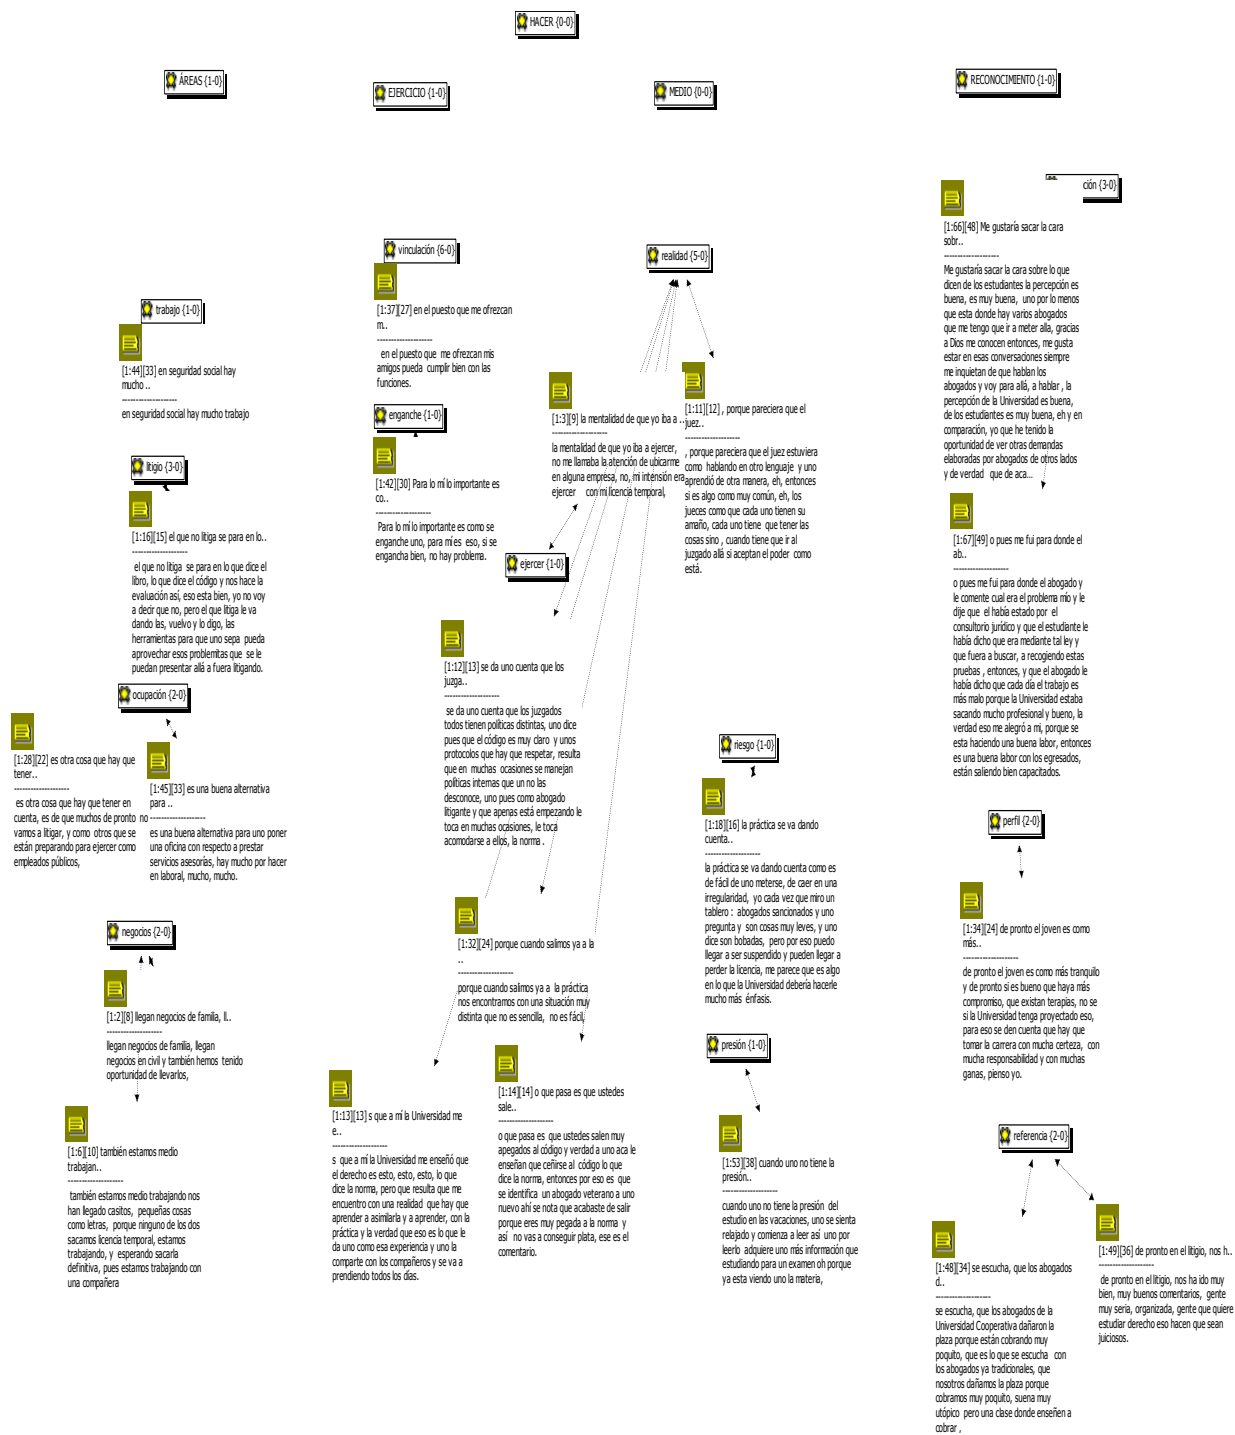 HACER {0-0}
ÁREAS {1-0}
EJERCICIO {1-0}
MEDIO {0-0}
RECONOCIMIENTO {1-0}
trabajo {1-0}
[1:44][33] en seguridad social hay
mucho ..
--------------------
en seguridad social hay mucho trabajo
litigio {3-0}
[1:16][15] el que no litiga se para en lo..
--------------------
el que no litiga se para en lo que dice el
libro, lo que dice el código y nos hace la
evaluación así, eso esta bien, yo no voy
a decir que no, pero el que litiga le va
dando las, vuelvo y lo digo, las
herramientas para que uno sepa pueda
aprovechar esos problemitas que se le
puedan presentar allá a fuera litigando.
ocupación {2-0}
[1:28][22] es otra cosa que hay que
tener..
--------------------
es otra cosa que hay que tener en
cuenta, es de que muchos de pronto no
vamos a litigar, y como otros que se
están preparando para ejercer como
empleados públicos,
[1:45][33] es una buena alternativa
para ..
--------------------
es una buena alternativa para uno poner
una oficina con respecto a prestar
servicios asesorías, hay mucho por hacer
en laboral, mucho, mucho.
negocios {2-0}
[1:2][8] llegan negocios de familia, ll..
--------------------
llegan negocios de familia, llegan
negocios en civil y también hemos tenido
oportunidad de llevarlos,
[1:6][10] también estamos medio
trabajan..
--------------------
también estamos medio trabajando nos
han llegado casitos, pequeñas cosas
como letras, porque ninguno de los dos
sacamos licencia temporal, estamos
trabajando, y esperando sacarla
definitiva, pues estamos trabajando con
una compañera
vinculación {6-0}
[1:37][27] en el puesto que me ofrezcan
m..
--------------------
en el puesto que me ofrezcan mis
amigos pueda cumplir bien con las
funciones.
enganche {1-0}
[1:42][30] Para lo mí lo importante es
co..
--------------------
Para lo mí lo importante es como se
enganche uno, para mí es eso, si se
engancha bien, no hay problema.
realidad {5-0}
[1:3][9] la mentalidad de que yo iba a ..
--------------------
la mentalidad de que yo iba a ejercer,
no me llamaba la atención de ubicarme
en alguna empresa, no, mi intensión era
ejercer con mi licencia temporal,
ejercer {1-0}
[1:11][12] , porque pareciera que el
juez..
--------------------
, porque pareciera que el juez estuviera
como hablando en otro lenguaje y uno
aprendió de otra manera, eh, entonces
si es algo como muy común, eh, los
jueces como que cada uno tienen su
amaño, cada uno tiene que tener las
cosas sino , cuando tiene que ir al
juzgado allá si aceptan el poder como
está.
[1:12][13] se da uno cuenta que los
juzga..
--------------------
se da uno cuenta que los juzgados
todos tienen políticas distintas, uno dice
pues que el código es muy claro y unos
protocolos que hay que respetar, resulta
que en muchas ocasiones se manejan
políticas internas que un no las
desconoce, uno pues como abogado
litigante y que apenas está empezando le
toca en muchas ocasiones, le toca
acomodarse a ellos, la norma .
[1:32][24] porque cuando salimos ya a la
..
--------------------
porque cuando salimos ya a la práctica
nos encontramos con una situación muy
distinta que no es sencilla, no es fácil,
[1:13][13] s que a mí la Universidad me
e..
--------------------
s que a mí la Universidad me enseñó que
el derecho es esto, esto, esto, lo que
dice la norma, pero que resulta que me
encuentro con una realidad que hay que
aprender a asimilarla y a aprender, con la
práctica y la verdad que eso es lo que le
da uno como esa experiencia y uno la
comparte con los compañeros y se va a
prendiendo todos los días.
[1:14][14] o que pasa es que ustedes
sale..
--------------------
o que pasa es que ustedes salen muy
apegados al código y verdad a uno aca le
enseñan que ceñirse al código lo que
dice la norma, entonces por eso es que
se identifica un abogado veterano a uno
nuevo ahí se nota que acabaste de salir
porque eres muy pegada a la norma y
así no vas a conseguir plata, ese es el
comentario.
riesgo {1-0}
[1:18][16] la práctica se va dando
cuenta..
--------------------
la práctica se va dando cuenta como es
de fácil de uno meterse, de caer en una
irregularidad, yo cada vez que miro un
tablero : abogados sancionados y uno
pregunta y son cosas muy leves, y uno
dice son bobadas, pero por eso puedo
llegar a ser suspendido y pueden llegar a
perder la licencia, me parece que es algo
en lo que la Universidad debería hacerle
mucho más énfasis.
presión {1-0}
[1:53][38] cuando uno no tiene la
presión..
--------------------
cuando uno no tiene la presión del
estudio en las vacaciones, uno se sienta
relajado y comienza a leer así uno por
leerlo adquiere uno más información que
estudiando para un examen oh porque
ya esta viendo uno la materia,
ción {3-0}
[1:66][48] Me gustaría sacar la cara
sobr..
--------------------
Me gustaría sacar la cara sobre lo que
dicen de los estudiantes la percepción es
buena, es muy buena, uno por lo menos
que esta donde hay varios abogados
que me tengo que ir a meter alla, gracias
a Dios me conocen entonces, me gusta
estar en esas conversaciones siempre
me inquietan de que hablan los
abogados y voy para allá, a hablar , la
percepción de la Universidad es buena,
de los estudiantes es muy buena, eh y en
comparación, yo que he tenido la
oportunidad de ver otras demandas
elaboradas por abogados de otros lados
y de verdad que de aca...
[1:67][49] o pues me fui para donde el
ab..
--------------------
o pues me fui para donde el abogado y
le comente cual era el problema mío y le
dije que el había estado por el
consultorio jurídico y que el estudiante le
había dicho que era mediante tal ley y
que fuera a buscar, a recogiendo estas
pruebas , entonces, y que el abogado le
había dicho que cada día el trabajo es
más malo porque la Universidad estaba
sacando mucho profesional y bueno, la
verdad eso me alegró a mi, porque se
esta haciendo una buena labor, entonces
es una buena labor con los egresados,
están saliendo bien capacitados.
perfil {2-0}
[1:34][24] de pronto el joven es como
más..
--------------------
de pronto el joven es como más tranquilo
y de pronto si es bueno que haya más
compromiso, que existan terapias, no se
si la Universidad tenga proyectado eso,
para eso se den cuenta que hay que
tomar la carrera con mucha certeza, con
mucha responsabilidad y con muchas
ganas, pienso yo.
referencia {2-0}
[1:48][34] se escucha, que los abogados
d..
--------------------
se escucha, que los abogados de la
Universidad Cooperativa dañaron la
plaza porque están cobrando muy
poquito, que es lo que se escucha con
los abogados ya tradicionales, que
nosotros dañamos la plaza porque
cobramos muy poquito, suena muy
utópico pero una clase donde enseñen a
cobrar ,
[1:49][36] de pronto en el litigio, nos h..
--------------------
de pronto en el litigio, nos ha ido muy
bien, muy buenos comentarios, gente
muy seria, organizada, gente que quiere
estudiar derecho eso hacen que sean
juiciosos.